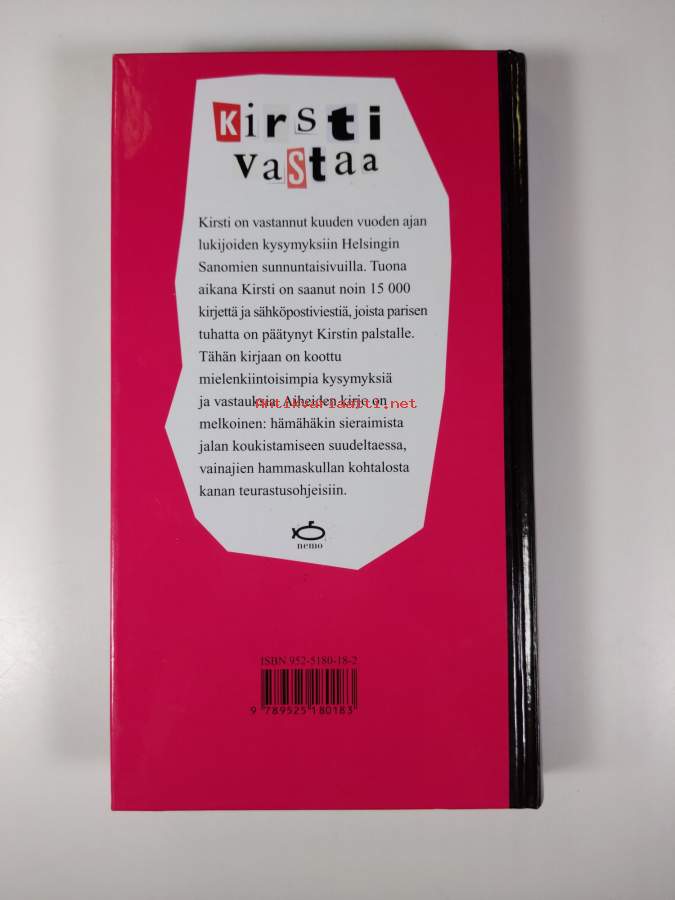 Kirsti
vastaa
Kirsti on vastannut kuuden vuoden ajan
lukijoiden kysymyksiin Helsingin
Sanomien sunnuntaisivuilla. Tuona
aikana Kirsti on saanut noin 15 000
kirjettä ja sähköpostiviestiä, joista parisen
tuhatta on päätynyt Kirstin palstalle.
Tähän kirjaan on koottu
mielenkiintoisimpia kysymyksiä
ja vastauksia. Aiheiden kirjo on
Antikvariaatti.net
melkoinen: hämähäkin sieraimista
jalan koukistamiseen suudeltaessa,
vainajien hammaskullan kohtalosta
kanan teurastusohjeisiin.
nemo
ISBN 952-5180-18-2
9 789525 180183